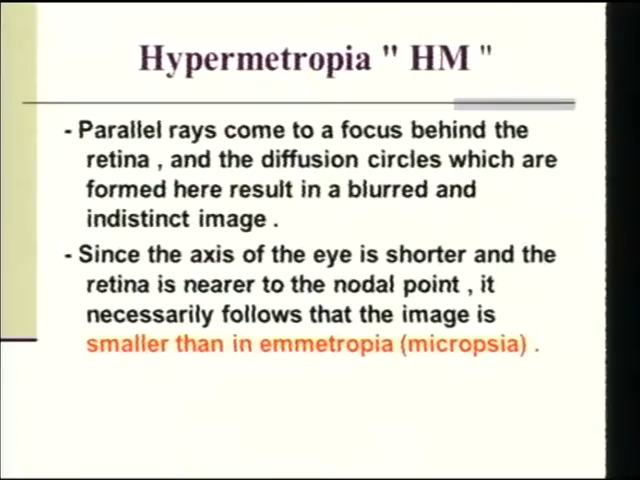 Hypermetropia " HM "
- Parallel rays come to a focus behind the
retina , and the diffusion circles which are
formed here result in a blurred and
indistinct image .
- Since the axis of the eye is shorter and the
retina is nearer to the nodal point , it
necessarily follows that the image is
smaller than in emmetropia (micropsia) .